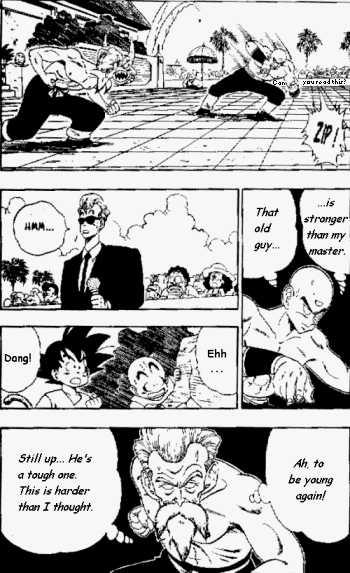 Can you read this?
ZIP!
HMM...
That
old
guy...
...is
stronger
than my
master.
Dang!
Ehh
...
Still up... He's
a tough one.
This is harder
than I thought.
Ah, to
be young
again!